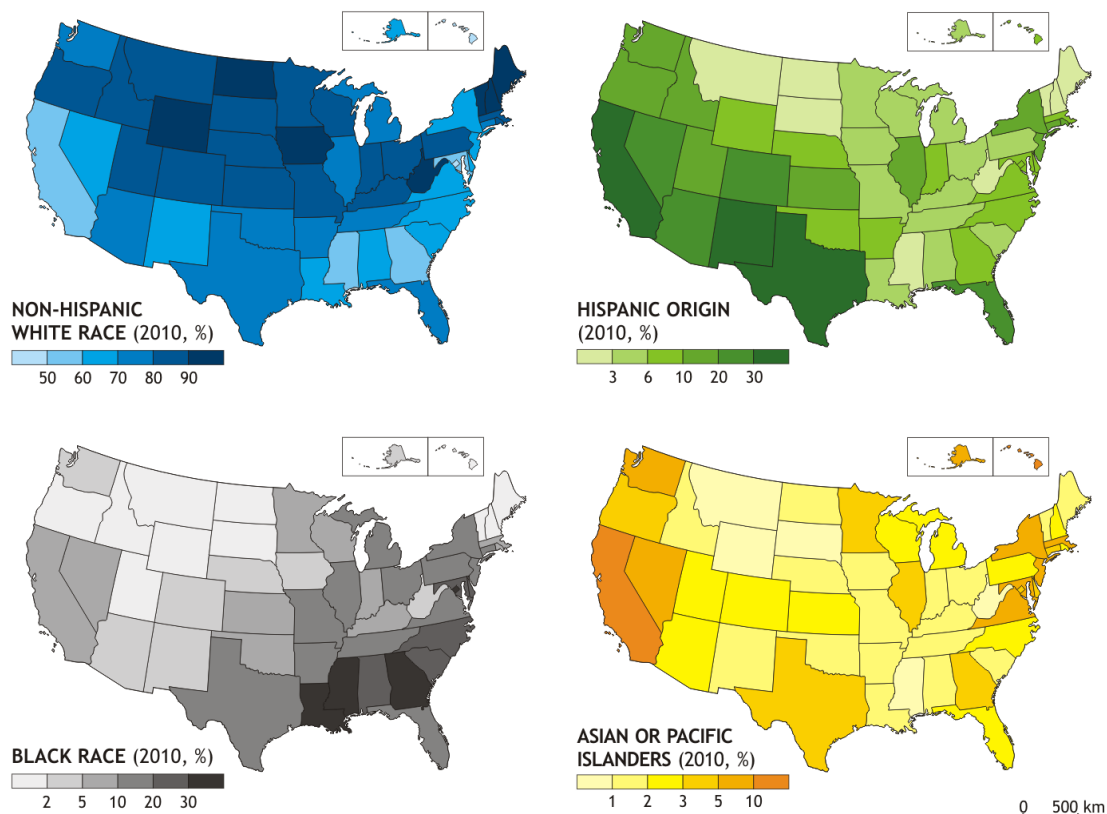 NON-HISPANIC
WHITE RACE (2010, %)
50 60 70 80 90
HISPANIC ORIGIN
(2010, %)
3 6 10 20 30
BLACK RACE (2010, %)
2 5 10 20 30
ASIAN OR PACIFIC
ISLANDERS (2010, %)
1 2 3 5 10
0 500 km